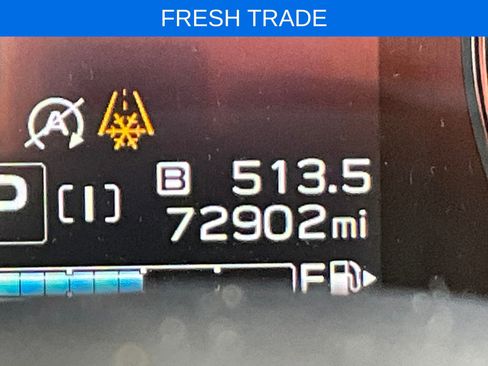 FRESH TRADE
A
P [I] B 513.5
72902mi
F